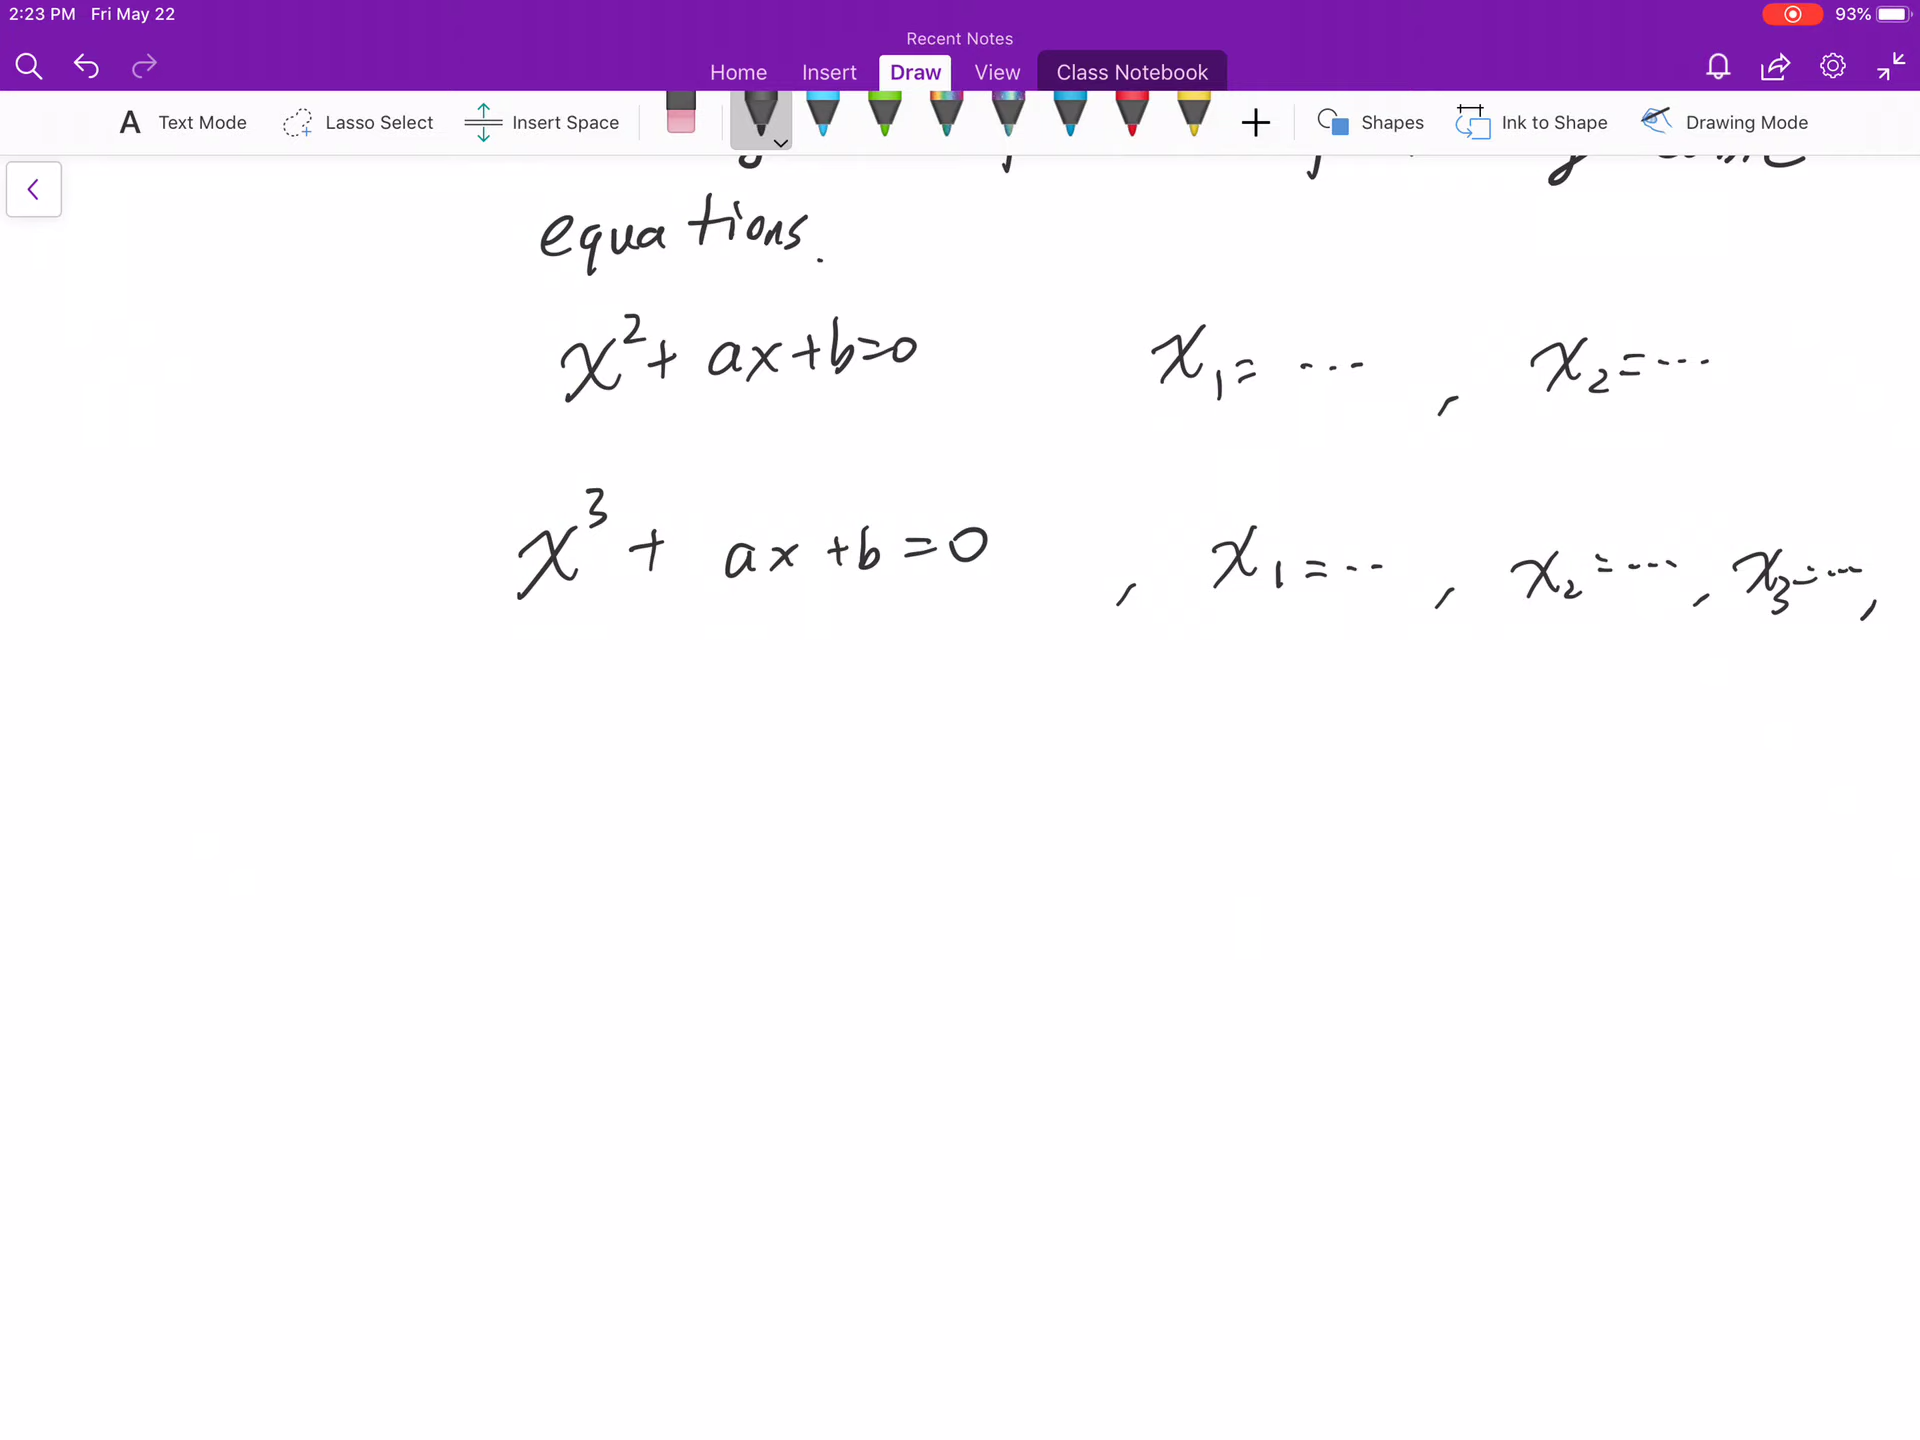 2:23 PM Fri May 22 93%
Recent Notes
Home Insert Draw View Class Notebook
A Text Mode Lasso Select Insert Space Shapes Ink to Shape Drawing Mode
equations.
x² + ax + b = 0 x₁ = ... , x₂ = ...
x³ + ax + b = 0 , x₁ = .. , x₂ = ... , x₃ = ... ,